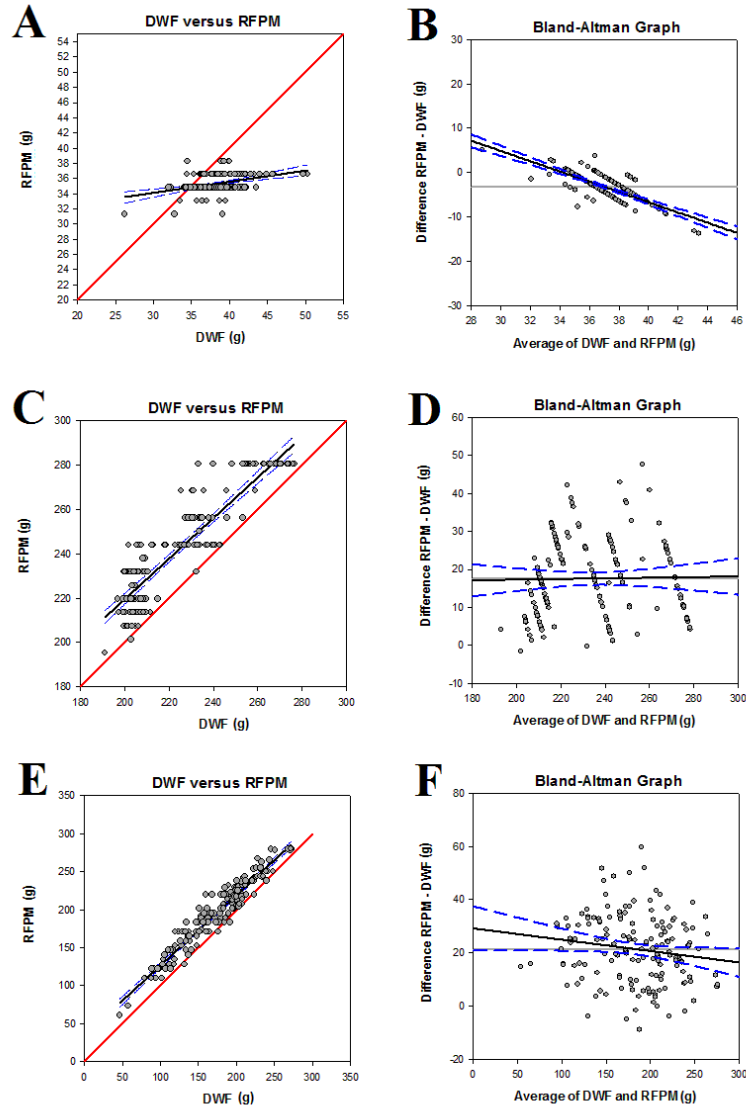 A
DWF versus RFPM
55
54
52
50
48
46
44
42
40
38
36
34
32
30
28
26
24
22
20
RFPM (g)
20 25 30 35 40 45 50 55
DWF (g)
B
Bland-Altman Graph
30
20
10
0
-10
-20
-30
Difference RFPM - DWF (g)
28 30 32 34 36 38 40 42 44 46
Average of DWF and RFPM (g)
C
DWF versus RFPM
300
280
260
240
220
200
180
RFPM (g)
180 200 220 240 260 280 300
DWF (g)
D
Bland-Altman Graph
60
50
40
30
20
10
0
-10
Difference RFPM - DWF (g)
180 200 220 240 260 280 300
Average of DWF and RFPM (g)
E
DWF versus RFPM
350
300
250
200
150
100
50
0
RFPM (g)
0 50 100 150 200 250 300 350
DWF (g)
F
Bland-Altman Graph
80
60
40
20
0
-20
Difference RFPM - DWF (g)
0 50 100 150 200 250 300
Average of DWF and RFPM (g)